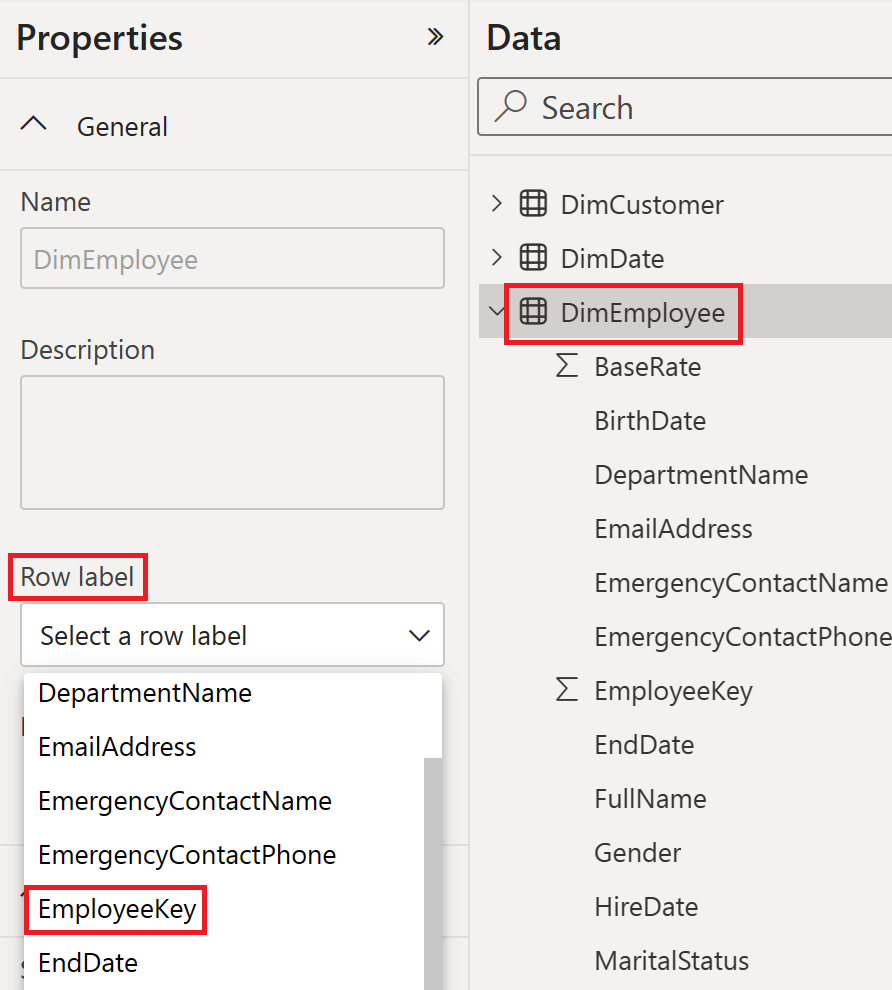 Properties
General
Name
DimEmployee
Description
Row label
Select a row label
DepartmentName
EmailAddress
EmergencyContactName
EmergencyContactPhone
EmployeeKey
EndDate
Data
Search
DimCustomer
DimDate
DimEmployee
BaseRate
BirthDate
DepartmentName
EmailAddress
EmergencyContactName
EmergencyContactPhone
EmployeeKey
EndDate
FullName
Gender
HireDate
MaritalStatus